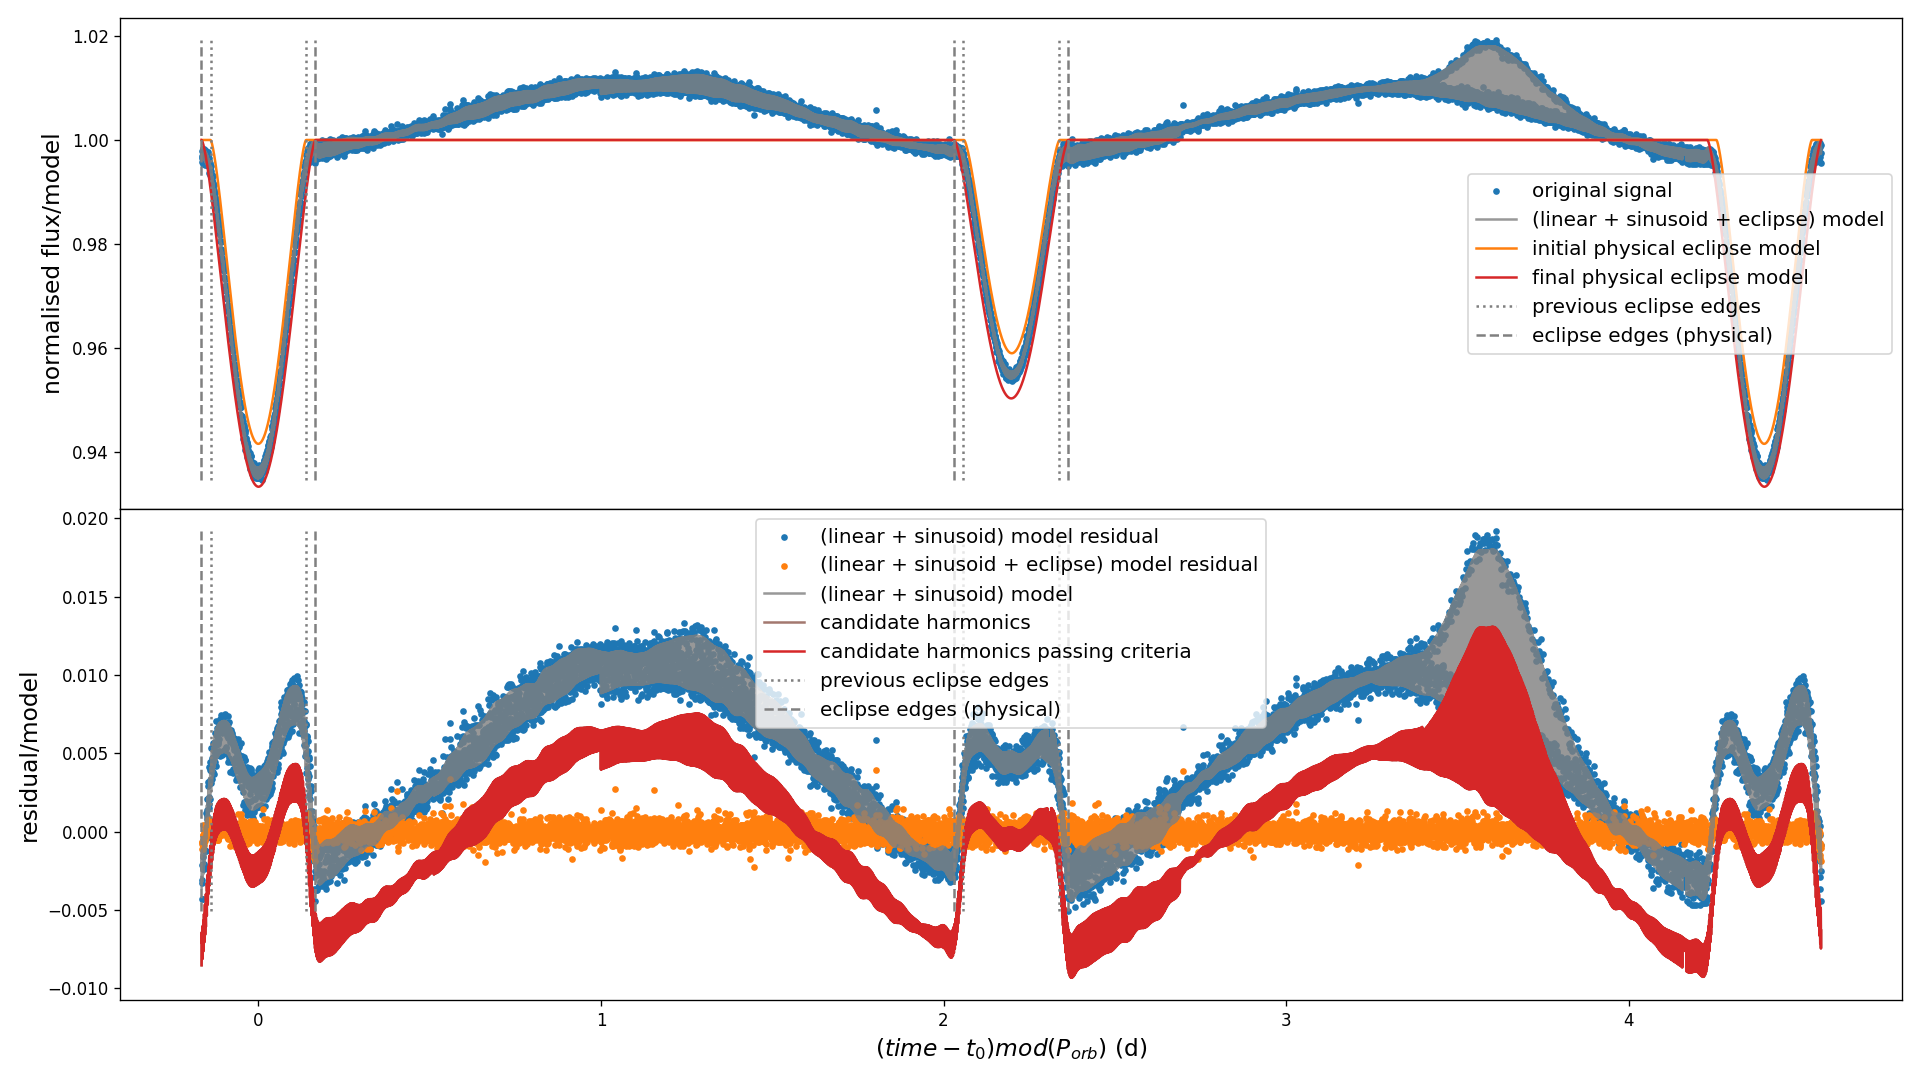 1.02
1.00
0.98
0.96
0.94
normalised flux/model
original signal
(linear + sinusoid + eclipse) model
initial physical eclipse model
final physical eclipse model
previous eclipse edges
eclipse edges (physical)
0.020
0.015
0.010
0.005
0.000
−0.005
−0.010
residual/model
(linear + sinusoid) model residual
(linear + sinusoid + eclipse) model residual
(linear + sinusoid) model
candidate harmonics
candidate harmonics passing criteria
previous eclipse edges
eclipse edges (physical)
0 1 2 3 4
(time − t₀)mod(P_orb) (d)